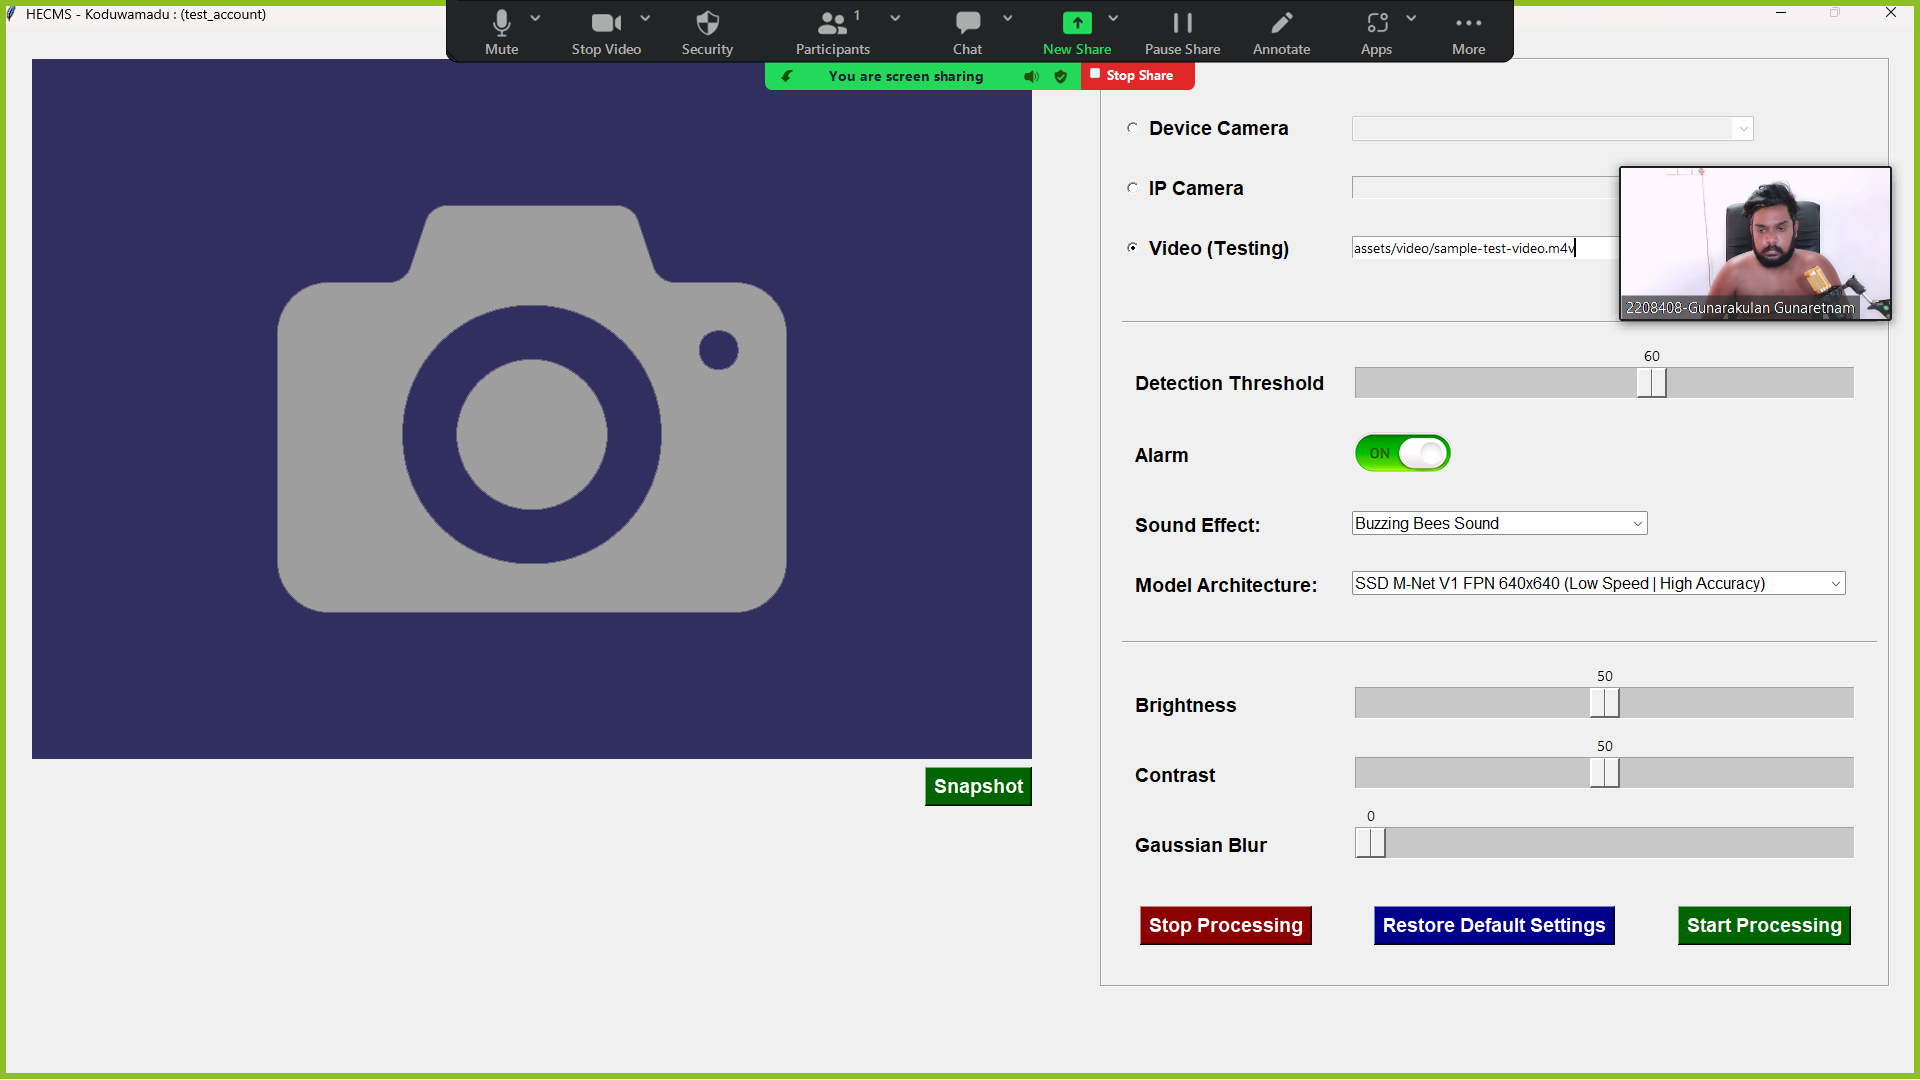 HECMS - Koduwamadu : (test_account)
Mute
Stop Video
Security
1
Participants
Chat
New Share
Pause Share
Annotate
Apps
More
You are screen sharing
Stop Share
Device Camera
IP Camera
Video (Testing)
assets/video/sample-test-video.m4v
2208408-Gunarakulan Gunaretnam
60
Detection Threshold
Alarm
ON
Sound Effect:
Buzzing Bees Sound
Model Architecture:
SSD M-Net V1 FPN 640x640 (Low Speed | High Accuracy)
50
Brightness
50
Contrast
0
Gaussian Blur
Snapshot
Stop Processing
Restore Default Settings
Start Processing